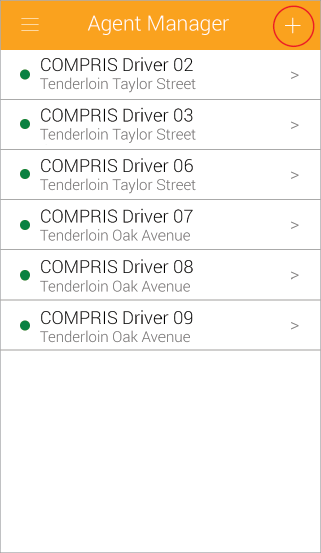 Agent Manager
COMPRIS Driver 02
Tenderloin Taylor Street
>
COMPRIS Driver 03
Tenderloin Taylor Street
>
COMPRIS Driver 06
Tenderloin Taylor Street
>
COMPRIS Driver 07
Tenderloin Oak Avenue
>
COMPRIS Driver 08
Tenderloin Oak Avenue
>
COMPRIS Driver 09
Tenderloin Oak Avenue
>